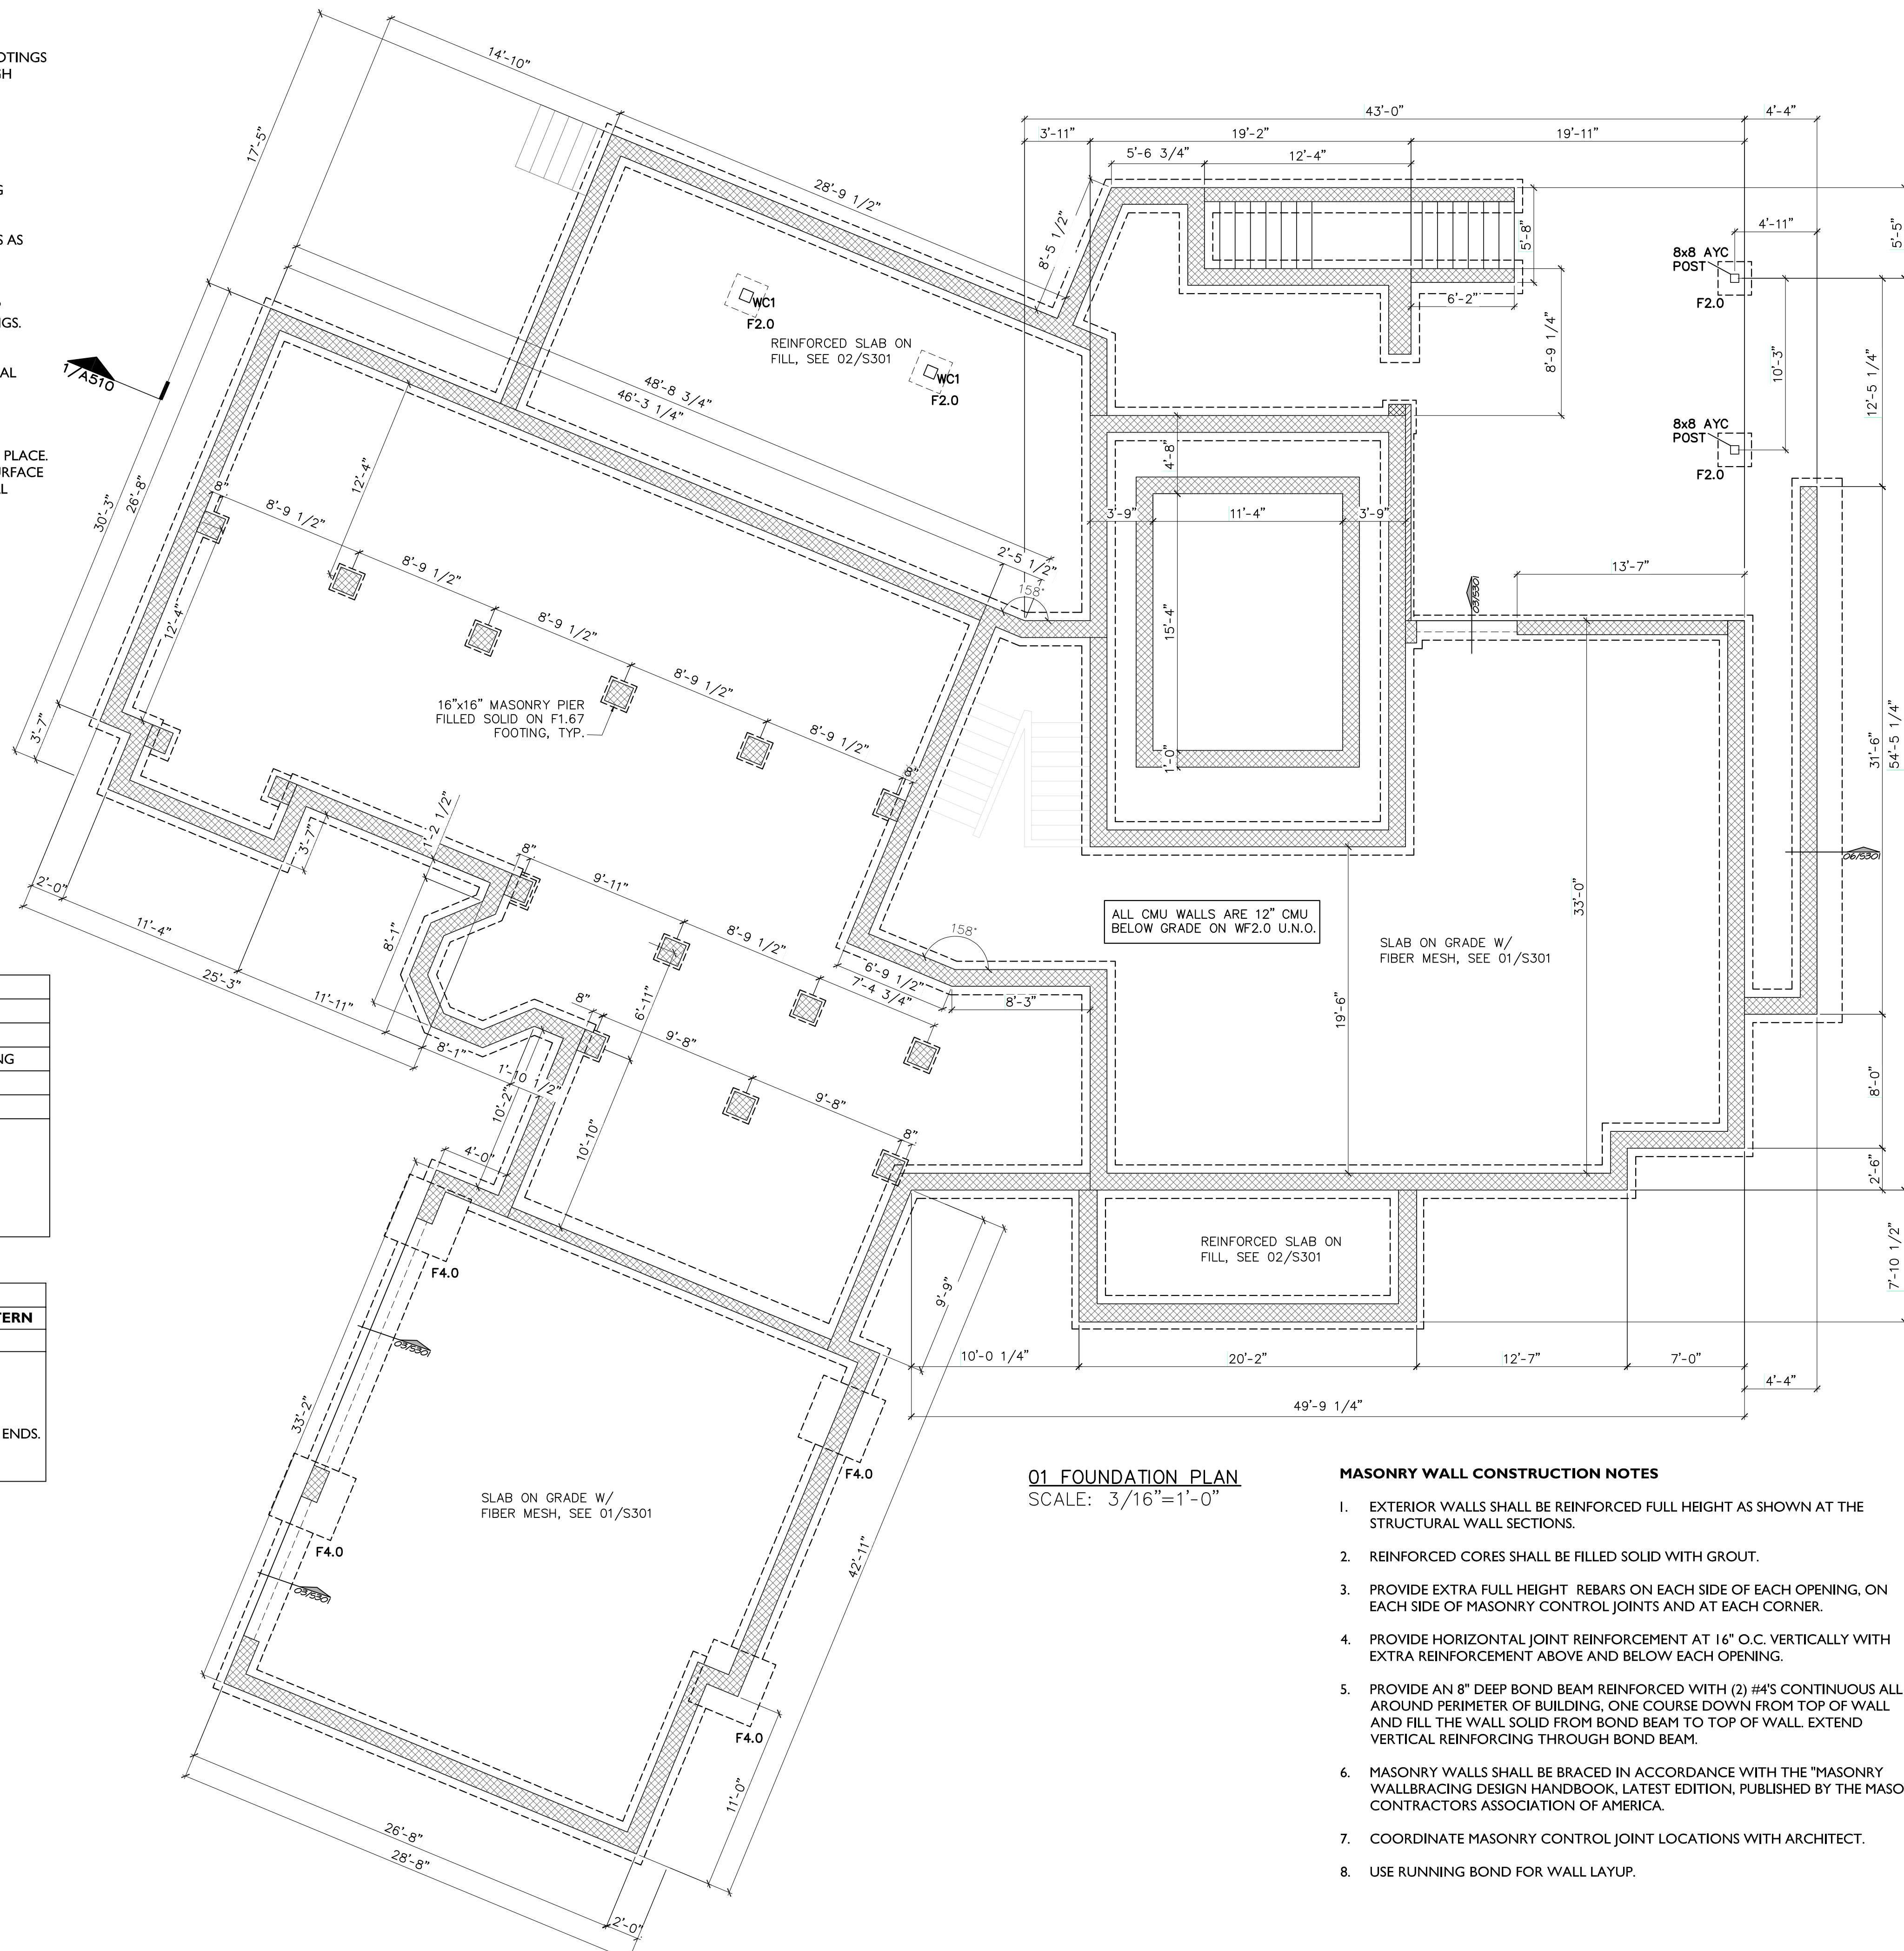 OTINGS
GH
G
S AS
NGS.
AL
PLACE.
URFACE
LL
NG
TERN
ENDS.
14'-10"
17'-5"
28'-9 1/2"
43'-0"
4'-4"
3'-11"
19'-2"
19'-11"
5'-6 3/4"
12'-4"
8'-5 1/2"
5'-8"
6'-2"
8'-9 1/4"
8x8 AYC
POST
F2.0
4'-11"
5'-5"
10'-3"
12'-5 1/4"
8x8 AYC
POST
F2.0
WC1
F2.0
REINFORCED SLAB ON
FILL, SEE 02/S301
WC1
F2.0
1/A510
48'-8 3/4"
46'-3 1/4"
12'-4"
30'-3"
26'-8"
8"
8'-9 1/2"
8'-9 1/2"
8'-9 1/2"
8'-9 1/2"
8'-9 1/2"
8"
12'-4"
3'-7"
2'-5 1/2"
158°
4'-8"
3'-9"
11'-4"
3'-9"
15'-4"
1'-0"
03/S301
13'-7"
16"x16" MASONRY PIER
FILLED SOLID ON F1.67
FOOTING, TYP.
31'-6"
54'-5 1/4"
06/S301
33'-0"
19'-6"
ALL CMU WALLS ARE 12" CMU
BELOW GRADE ON WF2.0 U.N.O.
SLAB ON GRADE W/
FIBER MESH, SEE 01/S301
2'-0"
11'-4"
25'-3"
11'-11"
3'-7"
1'-2 1/2"
8'-1"
8"
9'-11"
8'-9 1/2"
6'-9 1/2"
7'-4 3/4"
158°
8'-3"
8"
6'-11"
9'-8"
9'-8"
8"
8'-1"
1'-10 1/2"
10'-2"
4'-0"
10'-10"
8'-0"
2'-6"
7'-10 1/2"
REINFORCED SLAB ON
FILL, SEE 02/S301
F4.0
03/S301
33'-2"
9'-9"
10'-0 1/4"
20'-2"
12'-7"
7'-0"
4'-4"
49'-9 1/4"
F4.0
F4.0
03/S301
SLAB ON GRADE W/
FIBER MESH, SEE 01/S301
42'-11"
F4.0
11'-0"
26'-8"
28'-8"
2'-0"
01 FOUNDATION PLAN
SCALE: 3/16"=1'-0"
MASONRY WALL CONSTRUCTION NOTES
1. EXTERIOR WALLS SHALL BE REINFORCED FULL HEIGHT AS SHOWN AT THE
STRUCTURAL WALL SECTIONS.
2. REINFORCED CORES SHALL BE FILLED SOLID WITH GROUT.
3. PROVIDE EXTRA FULL HEIGHT REBARS ON EACH SIDE OF EACH OPENING, ON
EACH SIDE OF MASONRY CONTROL JOINTS AND AT EACH CORNER.
4. PROVIDE HORIZONTAL JOINT REINFORCEMENT AT 16" O.C. VERTICALLY WITH
EXTRA REINFORCEMENT ABOVE AND BELOW EACH OPENING.
5. PROVIDE AN 8" DEEP BOND BEAM REINFORCED WITH (2) #4'S CONTINUOUS ALL
AROUND PERIMETER OF BUILDING, ONE COURSE DOWN FROM TOP OF WALL
AND FILL THE WALL SOLID FROM BOND BEAM TO TOP OF WALL. EXTEND
VERTICAL REINFORCING THROUGH BOND BEAM.
6. MASONRY WALLS SHALL BE BRACED IN ACCORDANCE WITH THE "MASONRY
WALLBRACING DESIGN HANDBOOK, LATEST EDITION, PUBLISHED BY THE MASO
CONTRACTORS ASSOCIATION OF AMERICA.
7. COORDINATE MASONRY CONTROL JOINT LOCATIONS WITH ARCHITECT.
8. USE RUNNING BOND FOR WALL LAYUP.